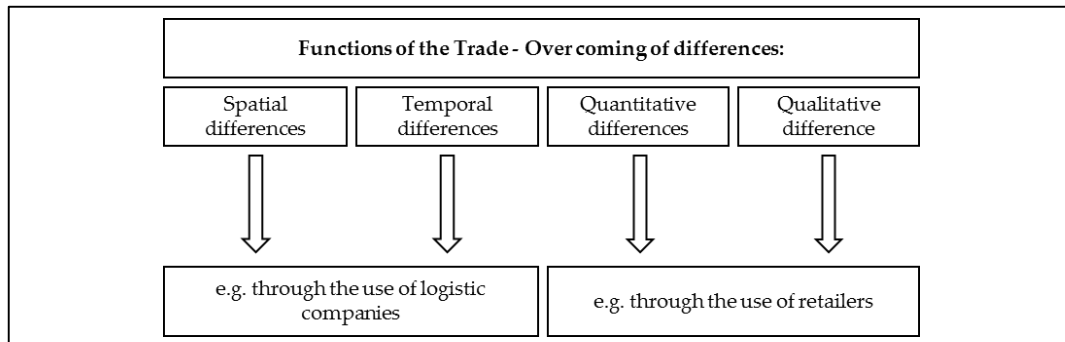 Functions of the Trade - Over coming of differences:
Spatial
differences
Temporal
differences
Quantitative
differences
Qualitative
difference
e.g. through the use of logistic
companies
e.g. through the use of retailers